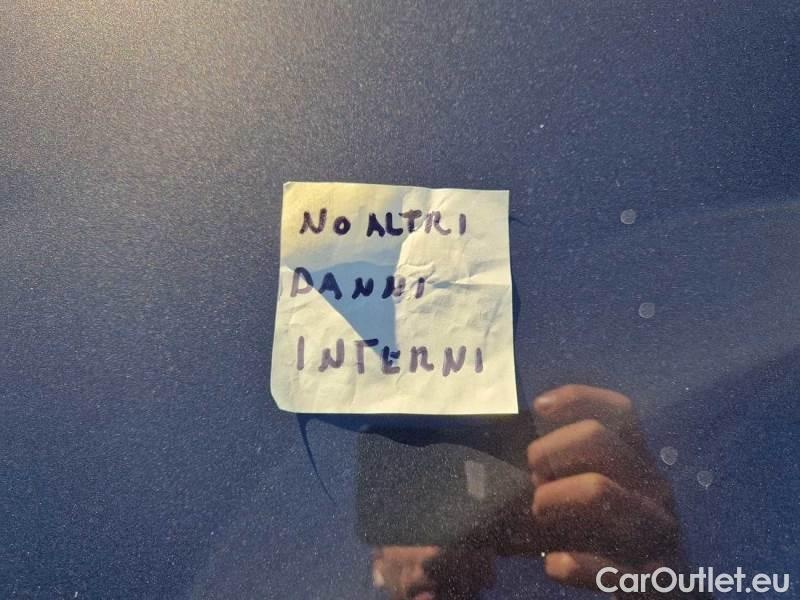 NO ALTRI
DANNI
INTERNI
CarOutlet.eu